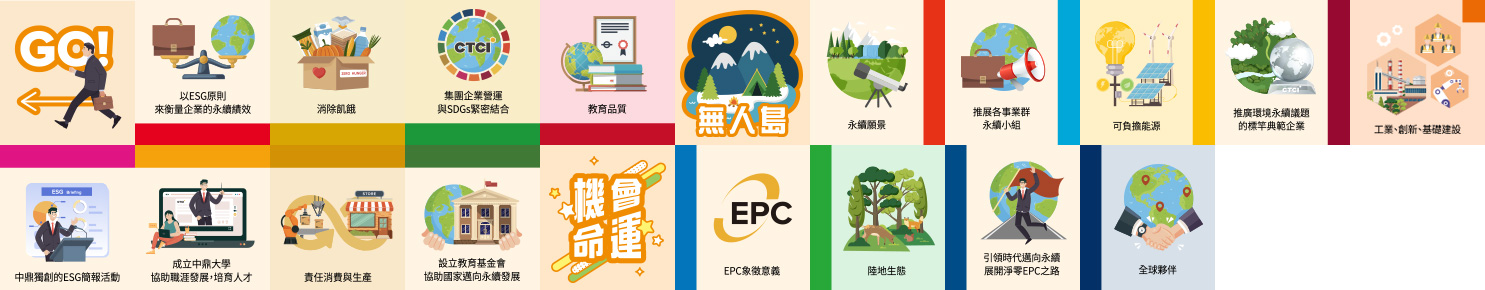 GO!
以ESG原則
來衡量企業的永續績效
ZERO HUNGER
消除飢餓
CTCI
集團企業營運
與SDGs緊密結合
教育品質
無人島
永續願景
推展各事業群
永續小組
可負擔能源
CTCI
推廣環境永續議題
的標竿典範企業
工業、創新、基礎建設
ESG Briefing
中鼎獨創的ESG簡報活動
成立中鼎大學
協助職涯發展，培育人才
STORE
責任消費與生產
設立教育基金會
協助國家邁向永續發展
機會
命運
EPC
EPC象徵意義
陸地生態
引領時代邁向永續
展開淨零EPC之路
全球夥伴